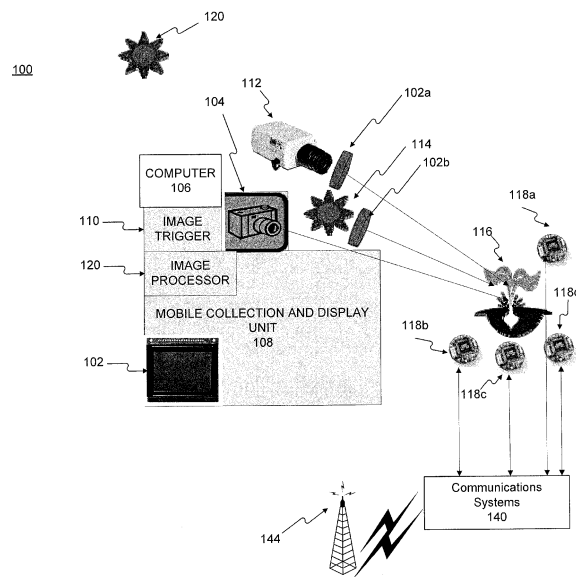 120
100
112
102a
104
114
102b
COMPUTER
106
118a
110
IMAGE
TRIGGER
116
120
IMAGE
PROCESSOR
MOBILE COLLECTION AND DISPLAY
UNIT
108
118b
102
118c
Communications
Systems
140
144